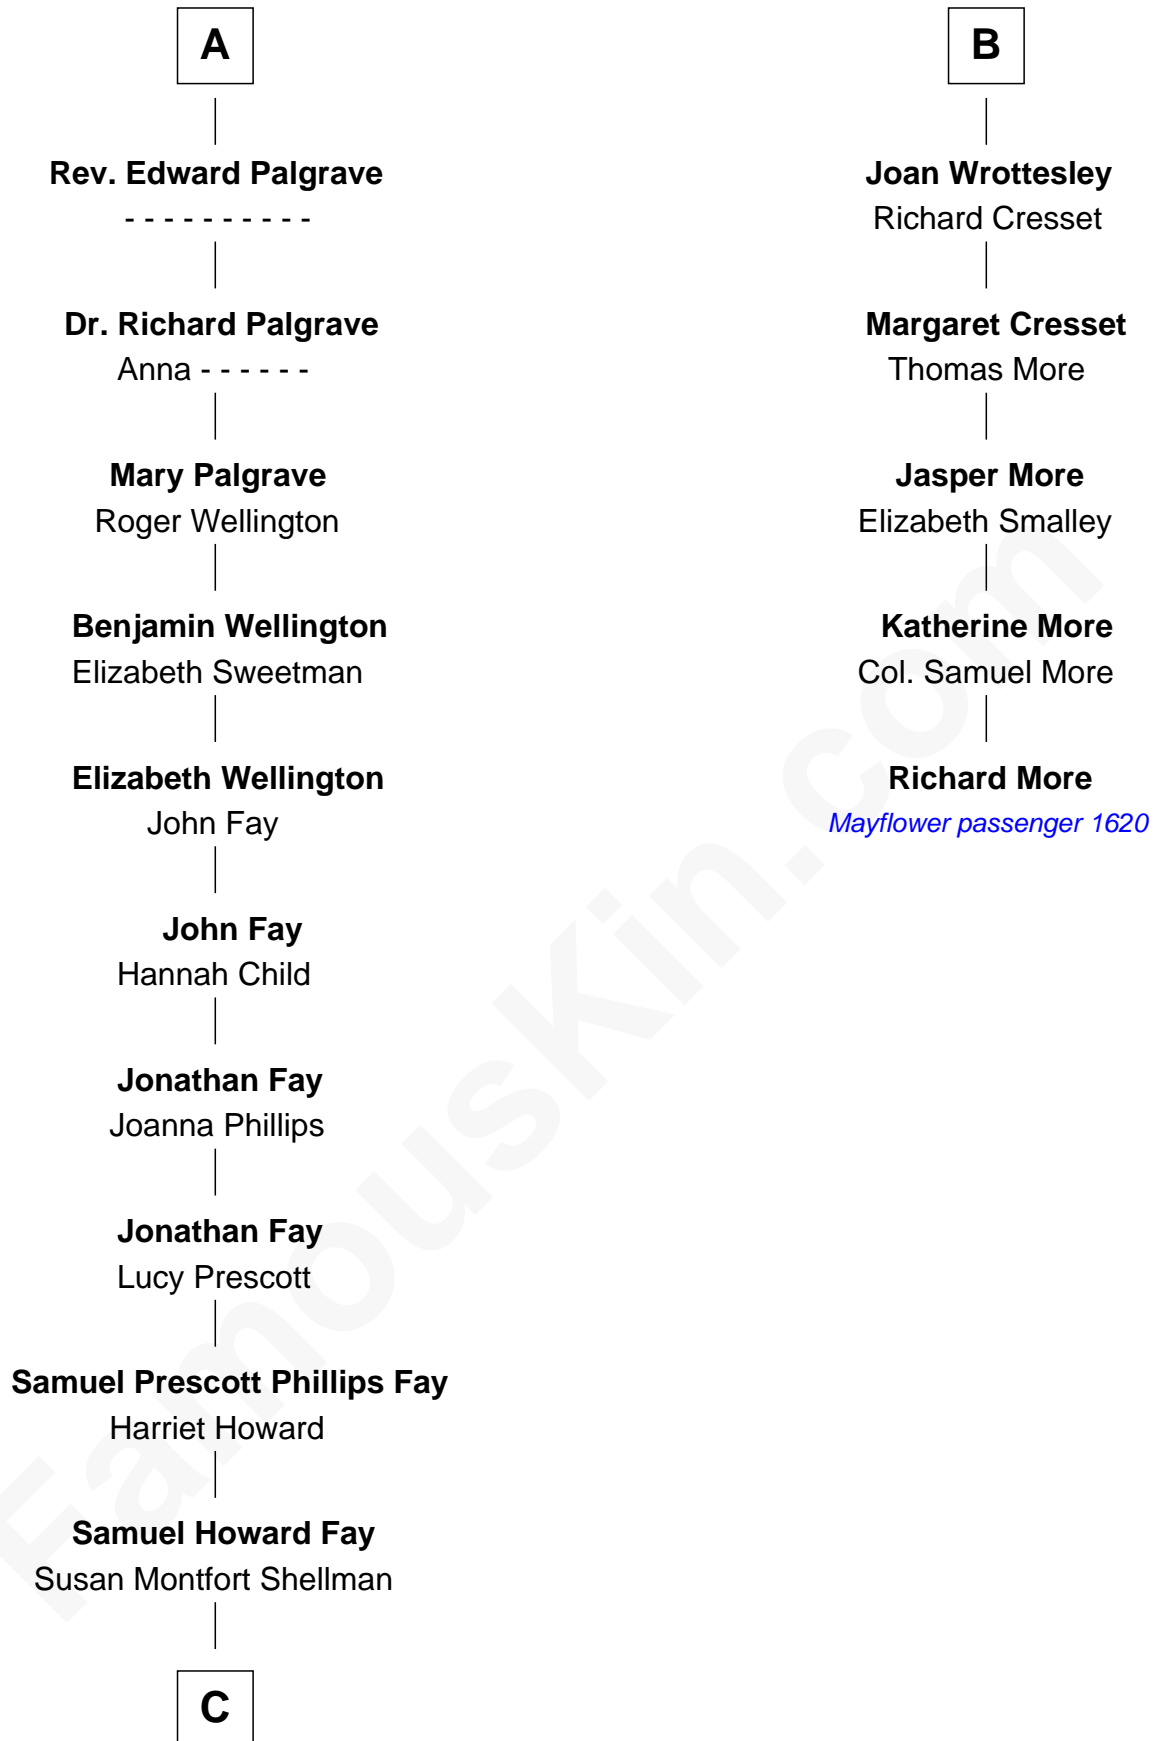 A
Rev. Edward Palgrave
- - - - - - - - - -
Dr. Richard Palgrave
Anna - - - - - -
Mary Palgrave
Roger Wellington
Benjamin Wellington
Elizabeth Sweetman
Elizabeth Wellington
John Fay
John Fay
Hannah Child
Jonathan Fay
Joanna Phillips
Jonathan Fay
Lucy Prescott
Samuel Prescott Phillips Fay
Harriet Howard
Samuel Howard Fay
Susan Montfort Shellman
C
B
Joan Wrottesley
Richard Cresset
Margaret Cresset
Thomas More
Jasper More
Elizabeth Smalley
Katherine More
Col. Samuel More
Richard More
Mayflower passenger 1620
FamousKin.com